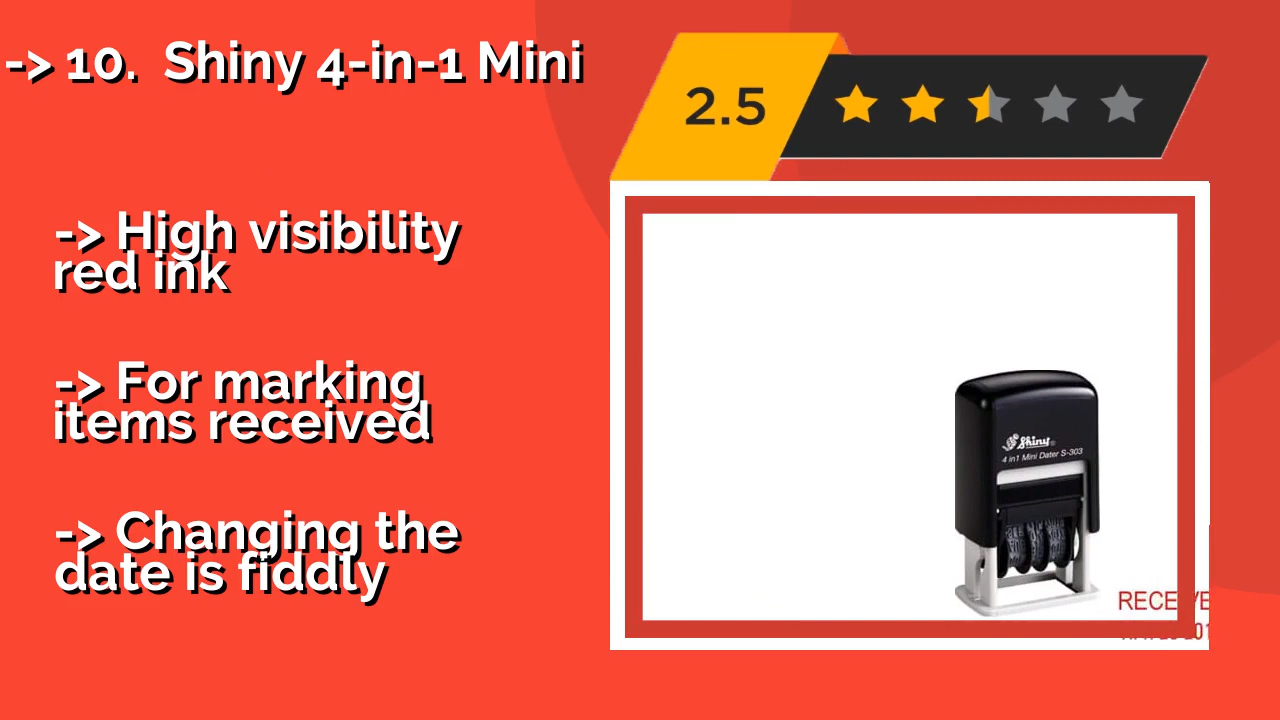 -> 10. Shiny 4-in-1 Mini
2.5
-> High visibility
red ink
-> For marking
items received
-> Changing the
date is fiddly
Shiny
4 in1 Mini Dater S-303